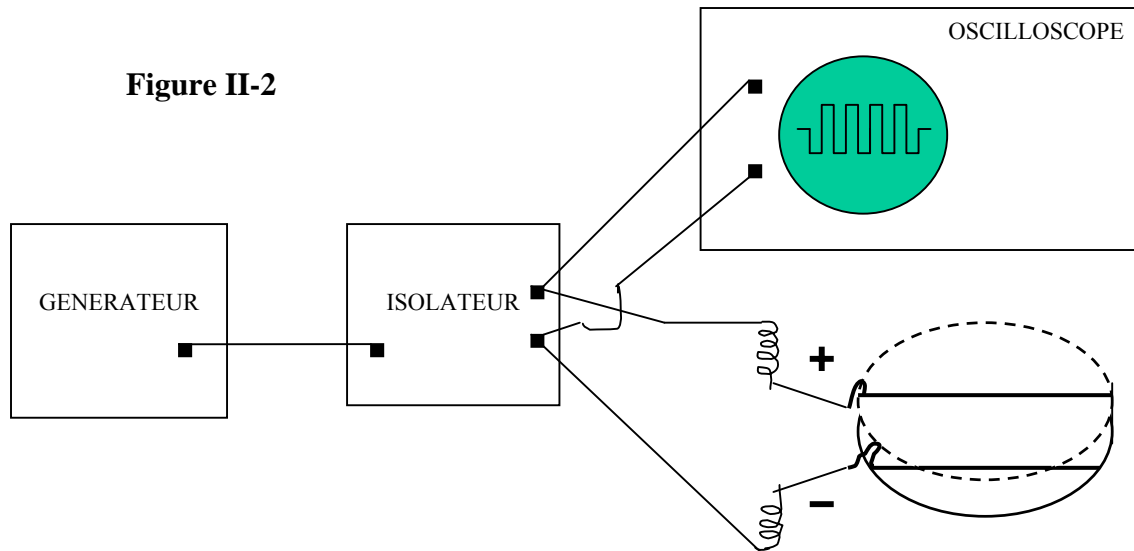 OSCILLOSCOPE
Figure II-2
GENERATEUR
ISOLATEUR
+
−